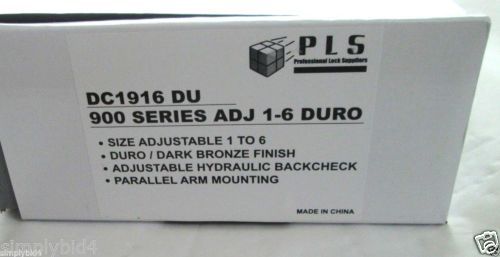 PLS
Professional Lock Suppliers
DC1916 DU
900 SERIES ADJ 1-6 DURO
• SIZE ADJUSTABLE 1 TO 6
• DURO / DARK BRONZE FINISH
• ADJUSTABLE HYDRAULIC BACKCHECK
• PARALLEL ARM MOUNTING
MADE IN CHINA
simplybid4
simplybid4